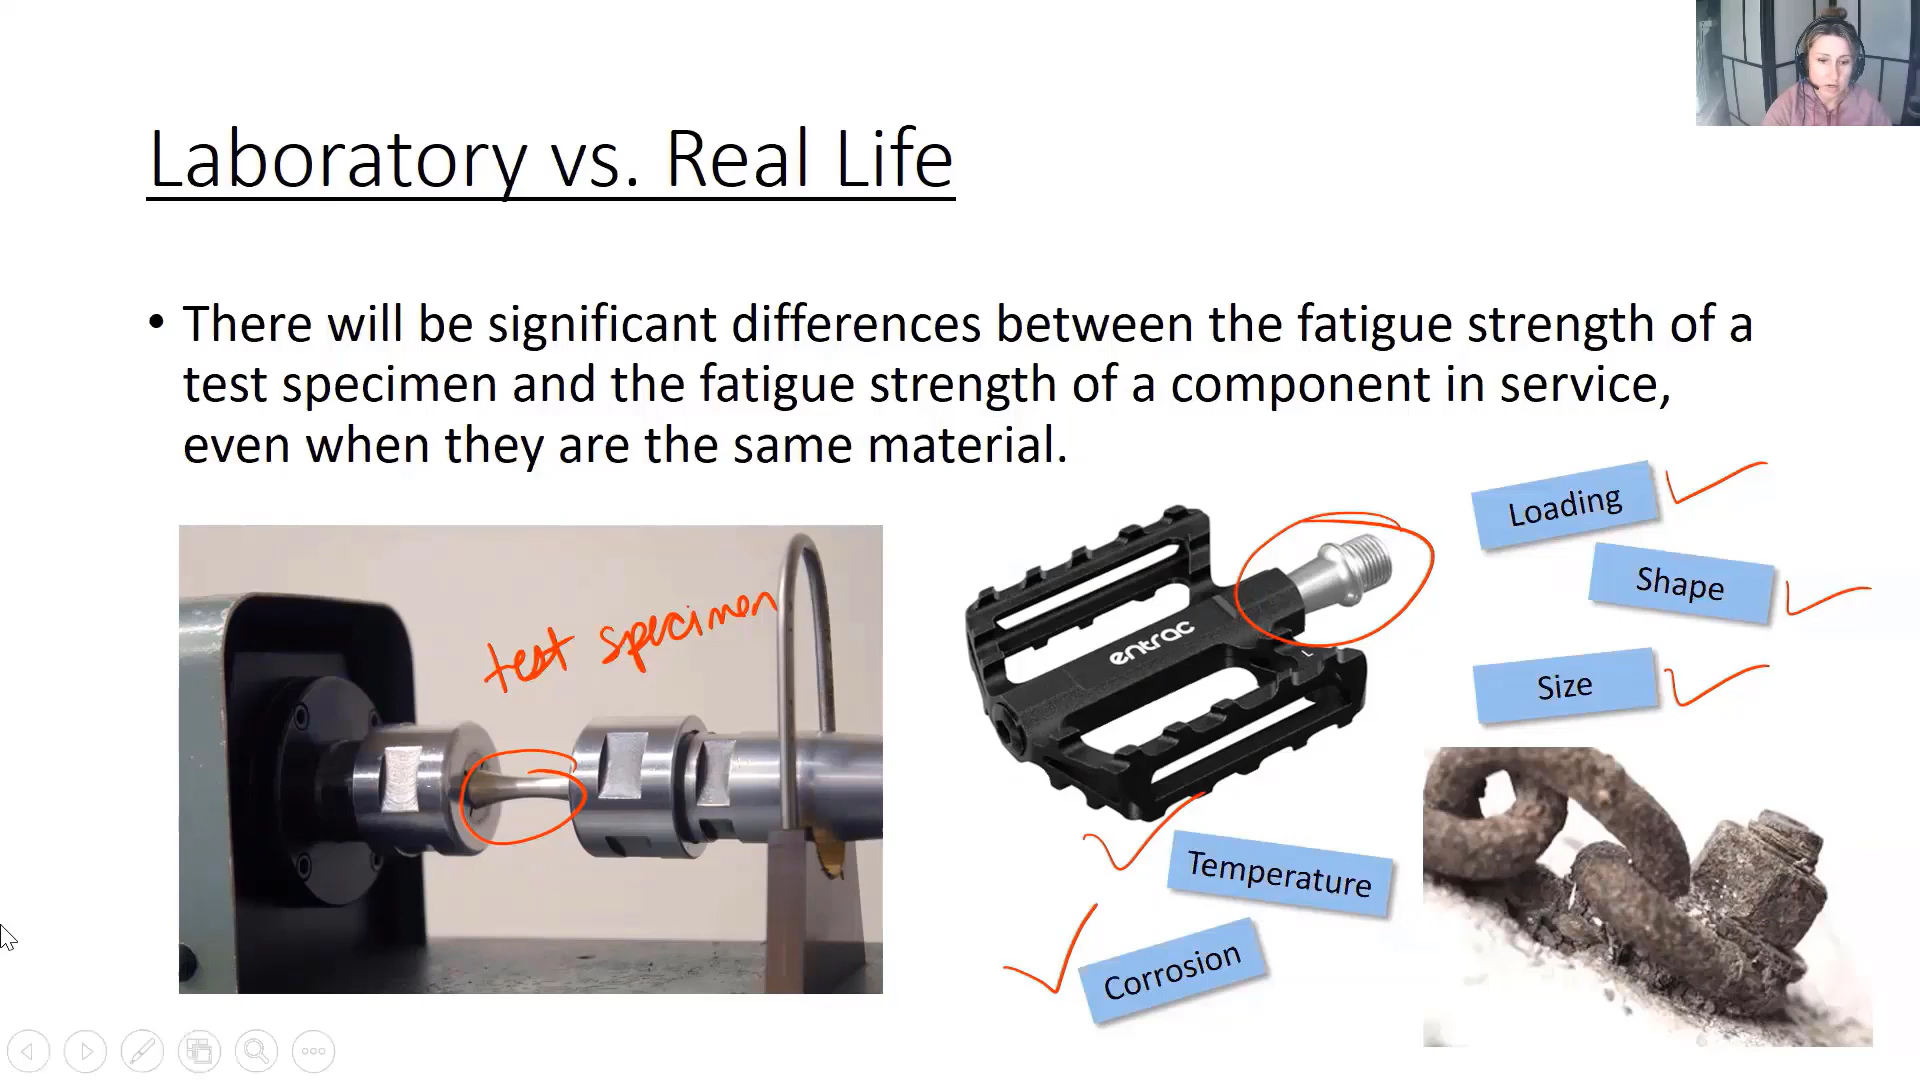 Laboratory vs. Real Life
• There will be significant differences between the fatigue strength of a
test specimen and the fatigue strength of a component in service,
even when they are the same material.
test specimen
entrac
L
Loading
Shape
Size
Temperature
Corrosion